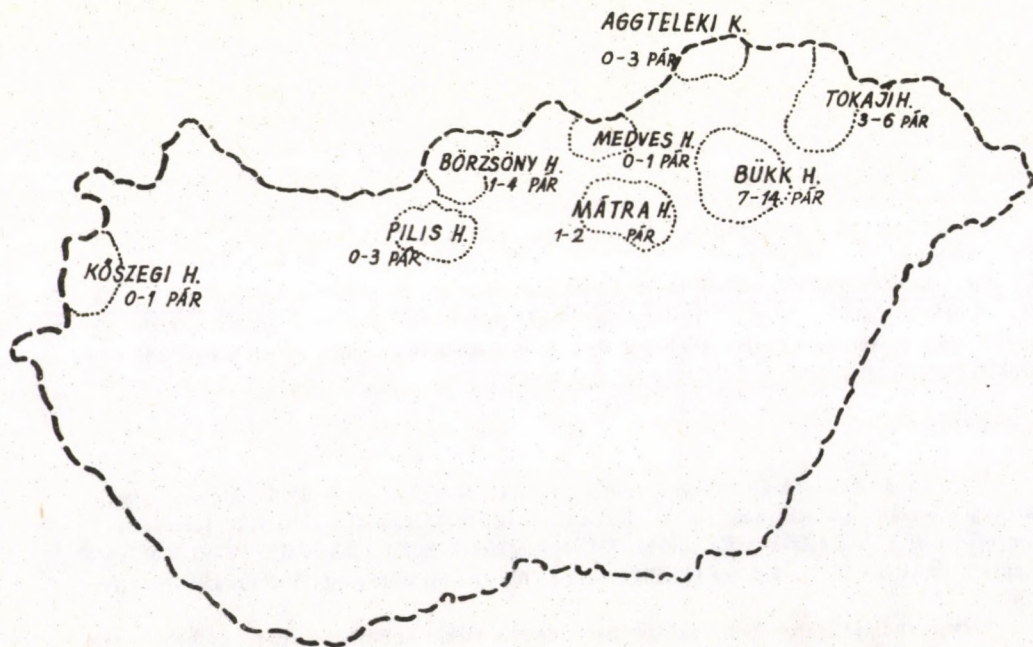 AGGTELEKI K.
0-3 PÁR
TOKAJI H.
3-6 PÁR
MEDVES H.
0-1 PÁR
BÖRZSÖNY H.
1-4 PÁR
BÜKK H.
7-14 PÁR
MÁTRA H.
1-2 PÁR
PILIS H.
0-3 PÁR
KŐSZEGI H.
0-1 PÁR